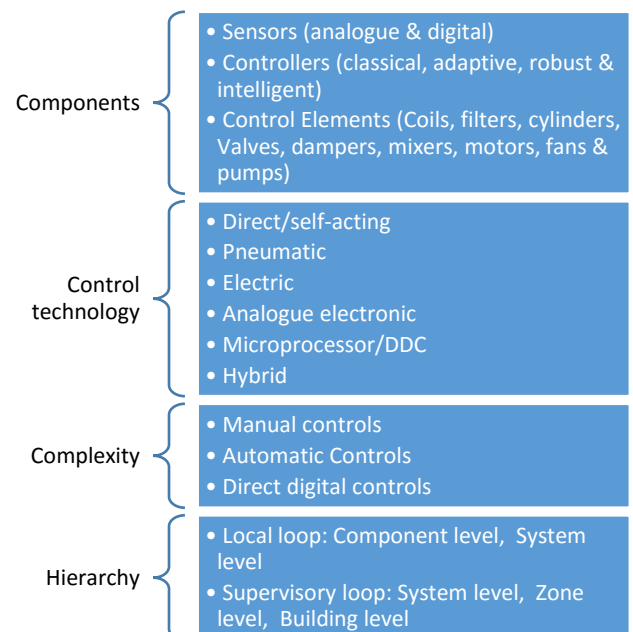 Components
• Sensors (analogue & digital)
• Controllers (classical, adaptive, robust &
intelligent)
• Control Elements (Coils, filters, cylinders,
Valves, dampers, mixers, motors, fans &
pumps)
Control
technology
• Direct/self-acting
• Pneumatic
• Electric
• Analogue electronic
• Microprocessor/DDC
• Hybrid
Complexity
• Manual controls
• Automatic Controls
• Direct digital controls
Hierarchy
• Local loop: Component level, System
level
• Supervisory loop: System level, Zone
level, Building level